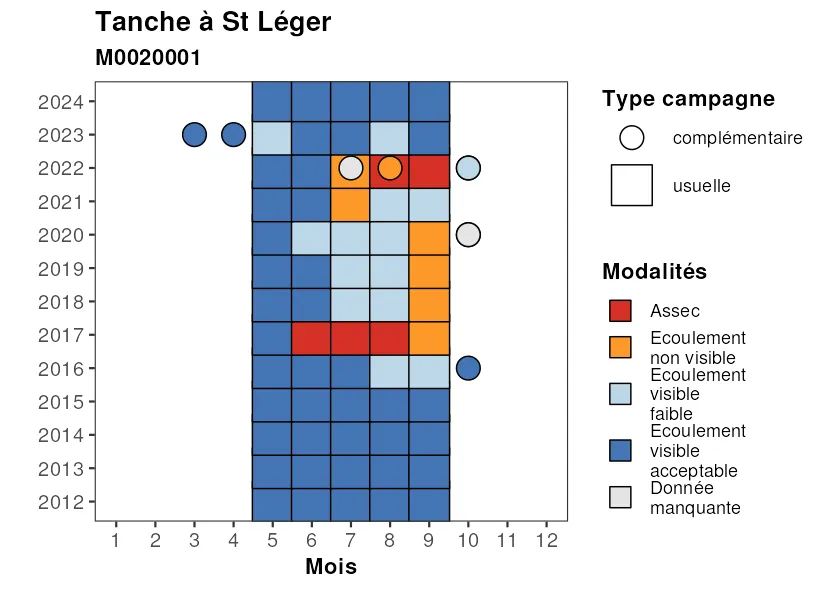 Tanche à St Léger
M0020001
2024
2023
2022
2021
2020
2019
2018
2017
2016
2015
2014
2013
2012
1 2 3 4 5 6 7 8 9 10 11 12
Mois
Type campagne
complémentaire
usuelle
Modalités
Assec
Ecoulement
non visible
Ecoulement
visible
faible
Ecoulement
visible
acceptable
Donnée
manquante